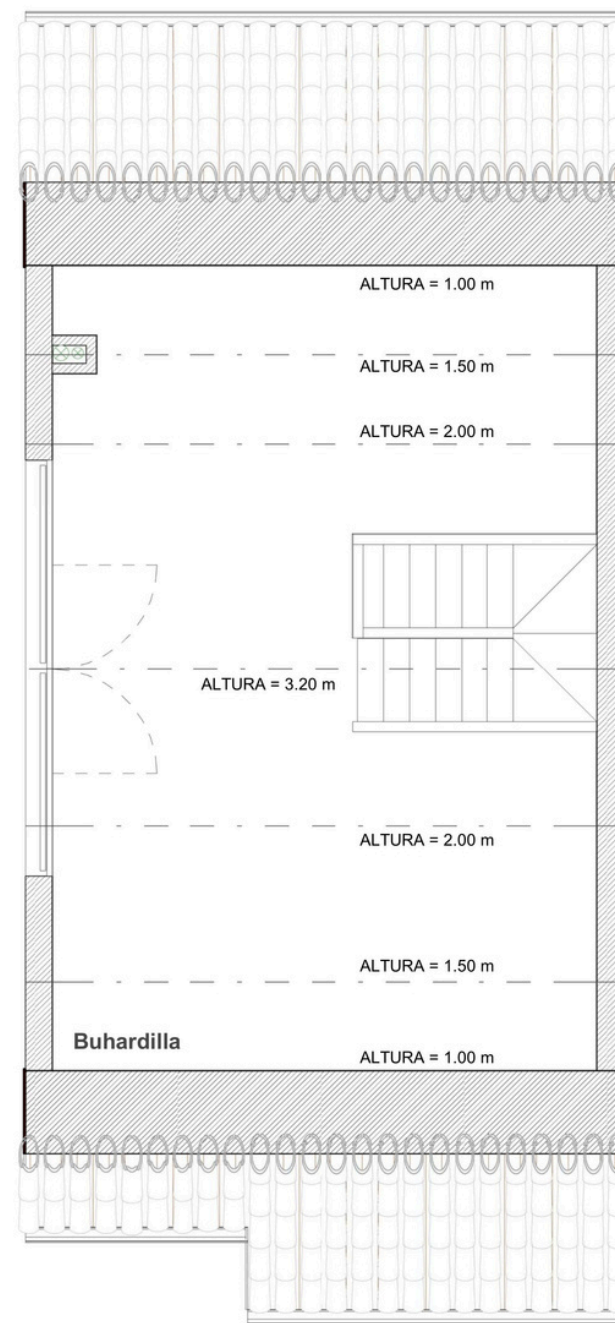 ALTURA = 1.00 m
ALTURA = 1.50 m
ALTURA = 2.00 m
ALTURA = 3.20 m
ALTURA = 2.00 m
ALTURA = 1.50 m
Buhardilla
ALTURA = 1.00 m